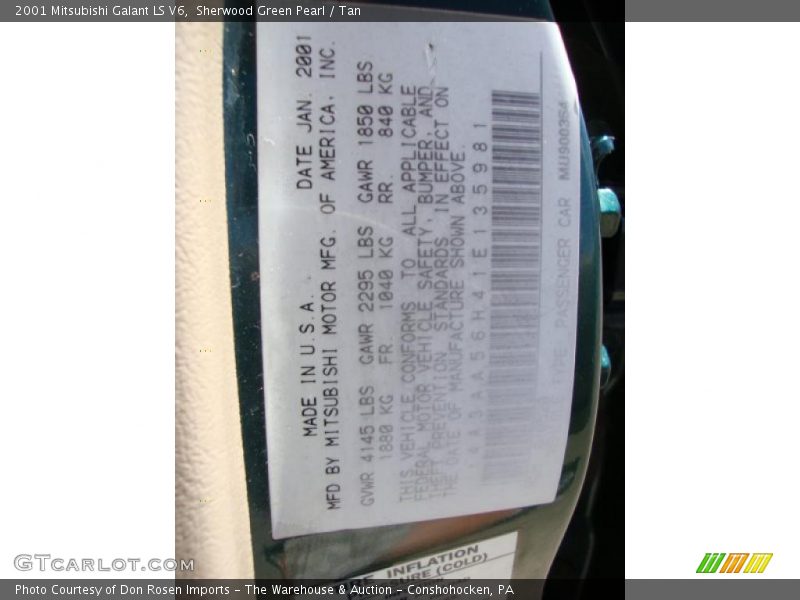 2001 Mitsubishi Galant LS V6, Sherwood Green Pearl / Tan
MADE IN U.S.A. DATE JAN. 2001
MFD BY MITSUBISHI MOTOR MFG. OF AMERICA, INC.
GVWR 4145 LBS GAWR 2295 LBS GAWR 1850 LBS
1880 KG FR. 1040 KG RR. 840 KG
THIS VEHICLE CONFORMS TO ALL APPLICABLE
FEDERAL MOTOR VEHICLE SAFETY, BUMPER, AND
THEFT PREVENTION STANDARDS IN EFFECT ON
THE DATE OF MANUFACTURE SHOWN ABOVE.
4A3AA56H41E135981
TYPE PASSENGER CAR
INFLATION
(COLD)
GTCarLot.com
Photo Courtesy of Don Rosen Imports - The Warehouse & Auction - Conshohocken, PA